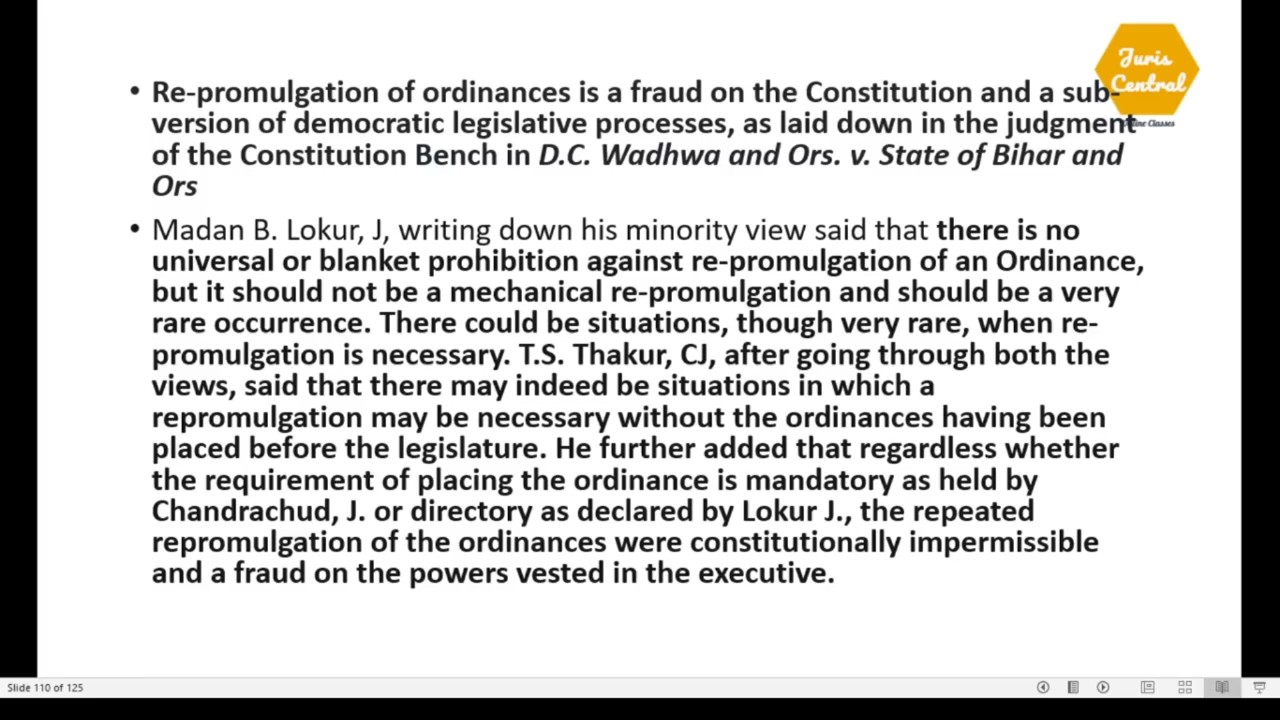 Juris
Central
Online Classes
• Re-promulgation of ordinances is a fraud on the Constitution and a sub-
version of democratic legislative processes, as laid down in the judgment
of the Constitution Bench in D.C. Wadhwa and Ors. v. State of Bihar and
Ors
• Madan B. Lokur, J, writing down his minority view said that there is no
universal or blanket prohibition against re-promulgation of an Ordinance,
but it should not be a mechanical re-promulgation and should be a very
rare occurrence. There could be situations, though very rare, when re-
promulgation is necessary. T.S. Thakur, CJ, after going through both the
views, said that there may indeed be situations in which a
repromulgation may be necessary without the ordinances having been
placed before the legislature. He further added that regardless whether
the requirement of placing the ordinance is mandatory as held by
Chandrachud, J. or directory as declared by Lokur J., the repeated
repromulgation of the ordinances were constitutionally impermissible
and a fraud on the powers vested in the executive.
Slide 110 of 125